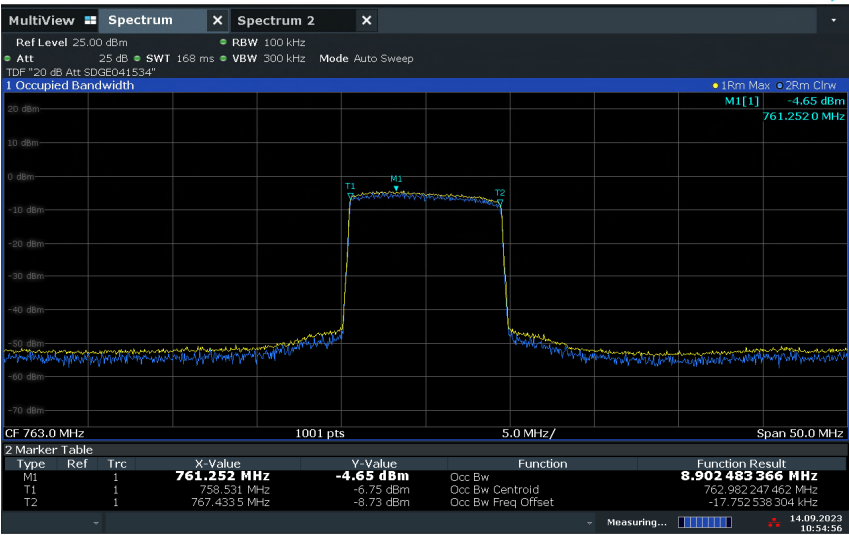 MultiView Spectrum X Spectrum 2 X
Ref Level 25.00 dBm RBW 100 kHz
Att 25 dB SWT 168 ms VBW 300 kHz Mode Auto Sweep
TDF "20 dB Att SDGE041534"
1 Occupied Bandwidth 1Rm Max 2Rm Clrw
M1[1] -4.65 dBm
761.252 0 MHz
20 dBm
10 dBm
0 dBm
M1
T1 T2
-10 dBm
-20 dBm
-30 dBm
-40 dBm
-50 dBm
-60 dBm
-70 dBm
CF 763.0 MHz 1001 pts 5.0 MHz/ Span 50.0 MHz
2 Marker Table
Type Ref Trc X-Value Y-Value Function Function Result
M1 1 761.252 MHz -4.65 dBm Occ Bw 8.902 483 366 MHz
T1 1 758.531 MHz -6.75 dBm Occ Bw Centroid 762.982 247 462 MHz
T2 1 767.433 5 MHz -8.73 dBm Occ Bw Freq Offset -17.752 538 304 kHz
Measuring... 14.09.2023
10:54:56